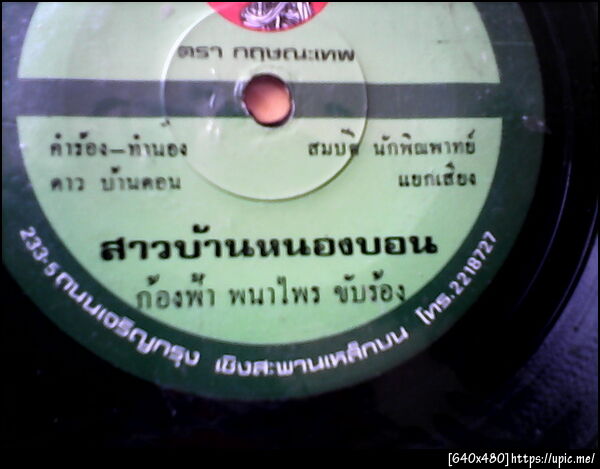 ตรา กฤษณะเทพ
คำร้อง-ทำนอง
ดาว บ้านดอน
สมบัติ นักพิณพาทย์
แยกเสียง
สาวบ้านหนองบอน
ก้องฟ้า พนาไพร ขับร้อง
233-5 ถนนเจริญกรุง เชิงสะพานเหล็กบน โทร. 2218727
[640x480] https://upic.me/